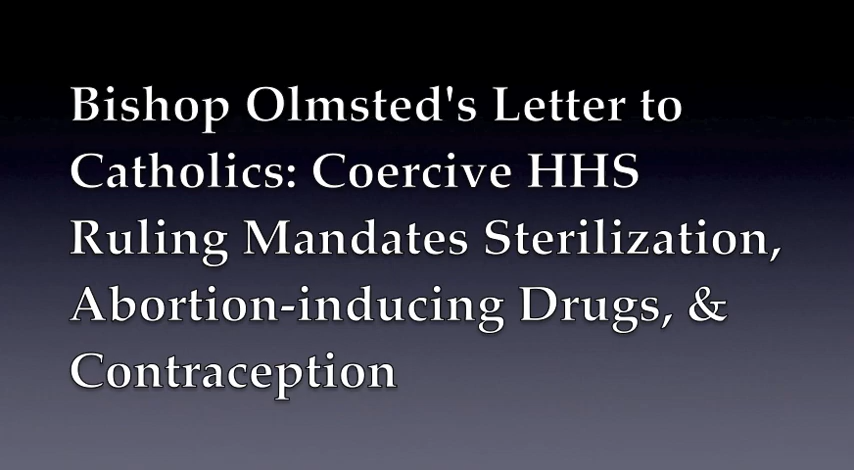 Bishop Olmsted's Letter to
Catholics: Coercive HHS
Ruling Mandates Sterilization,
Abortion-inducing Drugs, &
Contraception